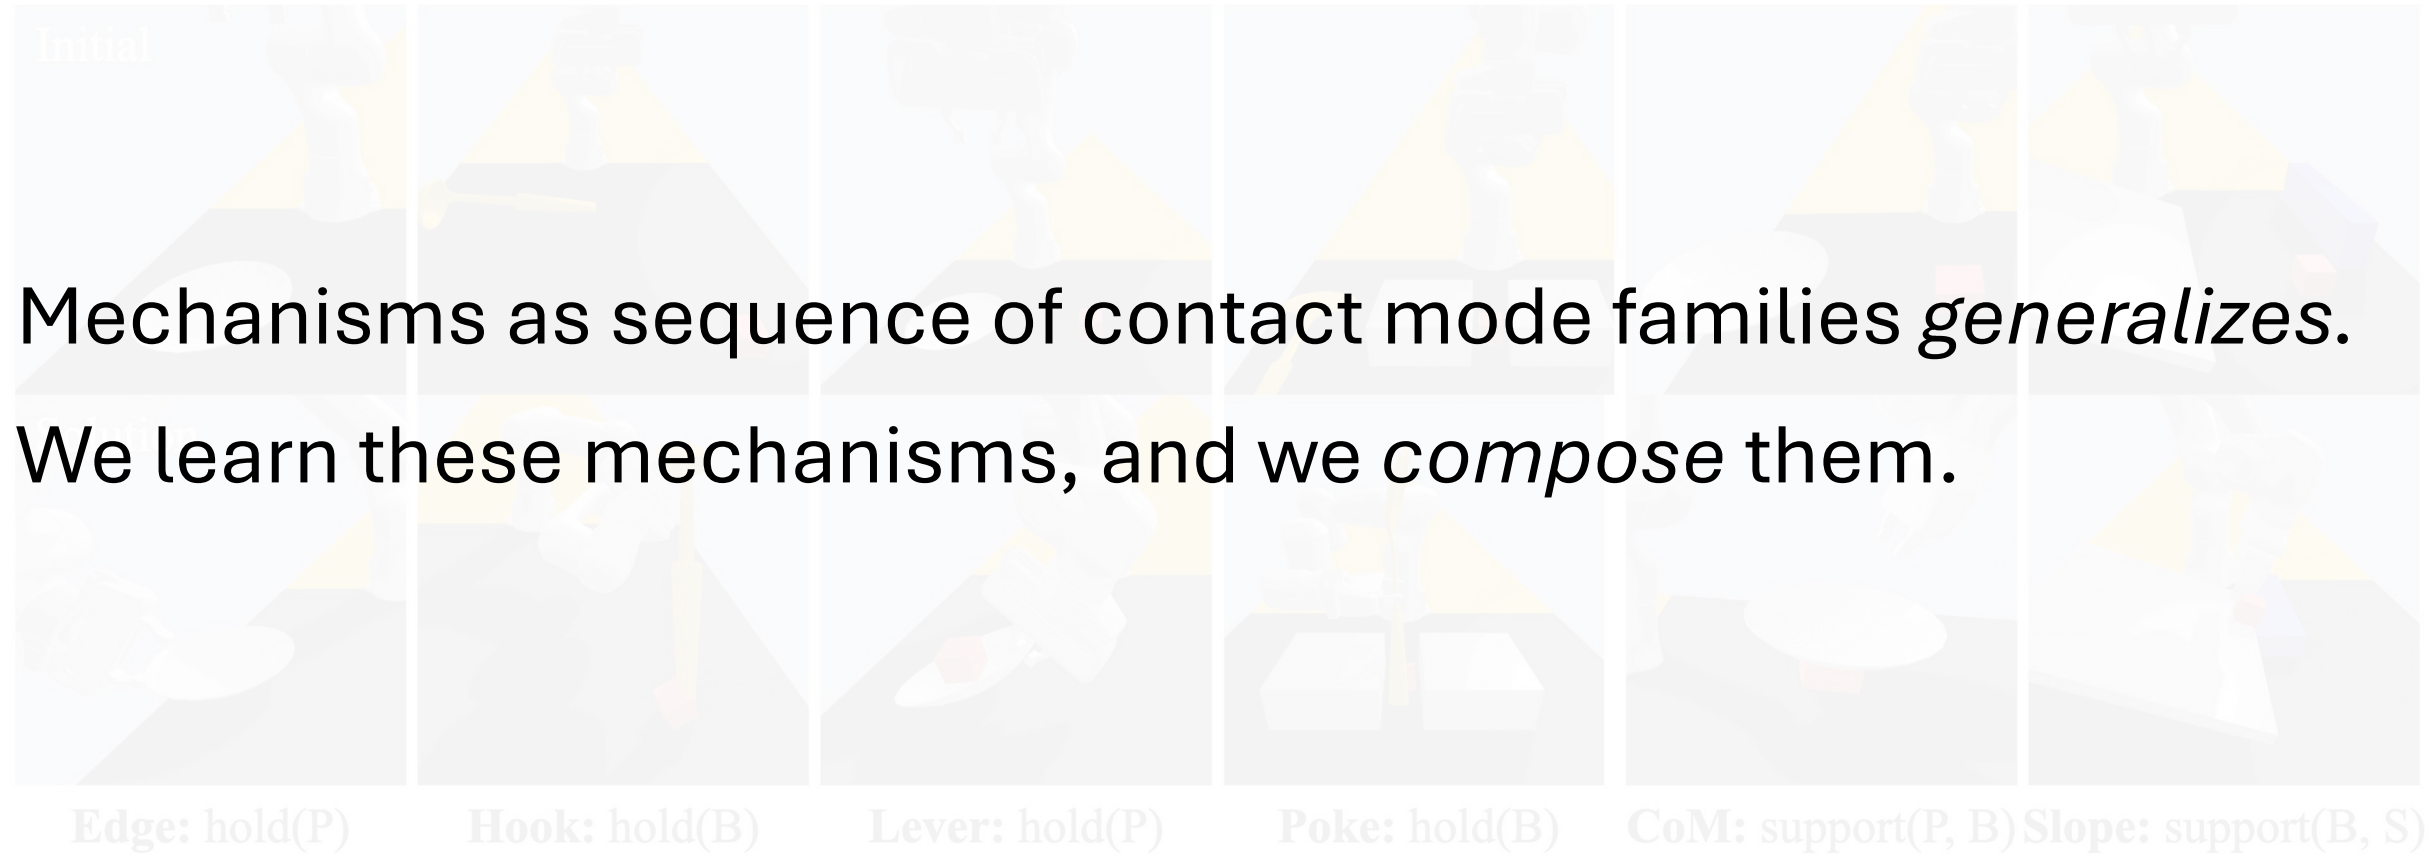 Initial
Mechanisms as sequence of contact mode families generalizes.
Solution
We learn these mechanisms, and we compose them.
Edge: hold(P)
Hook: hold(B)
Lever: hold(P)
Poke: hold(B)
CoM: support(P, B)
Slope: support(B, S)